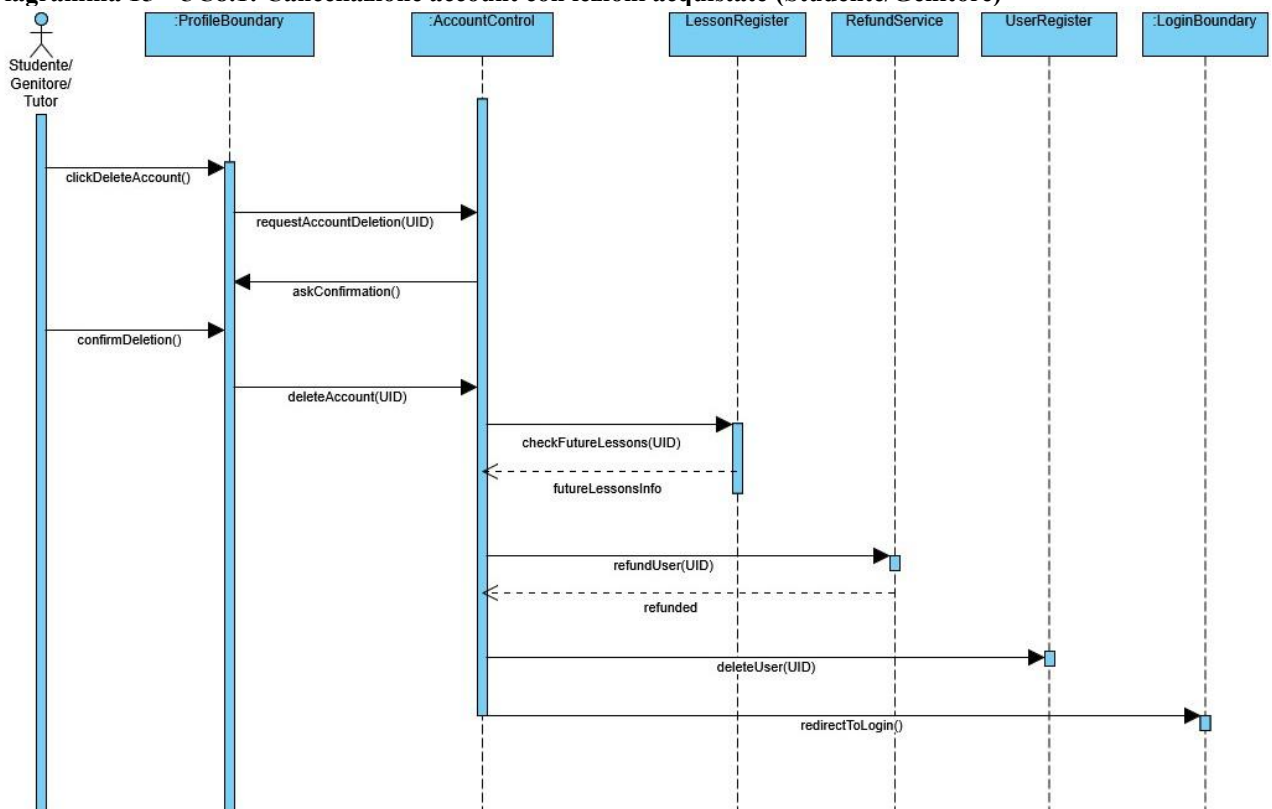 :ProfileBoundary
:AccountControl
LessonRegister
RefundService
UserRegister
:LoginBoundary
Studente/
Genitore/
Tutor
clickDeleteAccount()
requestAccountDeletion(UID)
askConfirmation()
confirmDeletion()
deleteAccount(UID)
checkFutureLessons(UID)
futureLessonsInfo
refundUser(UID)
refunded
deleteUser(UID)
redirectToLogin()